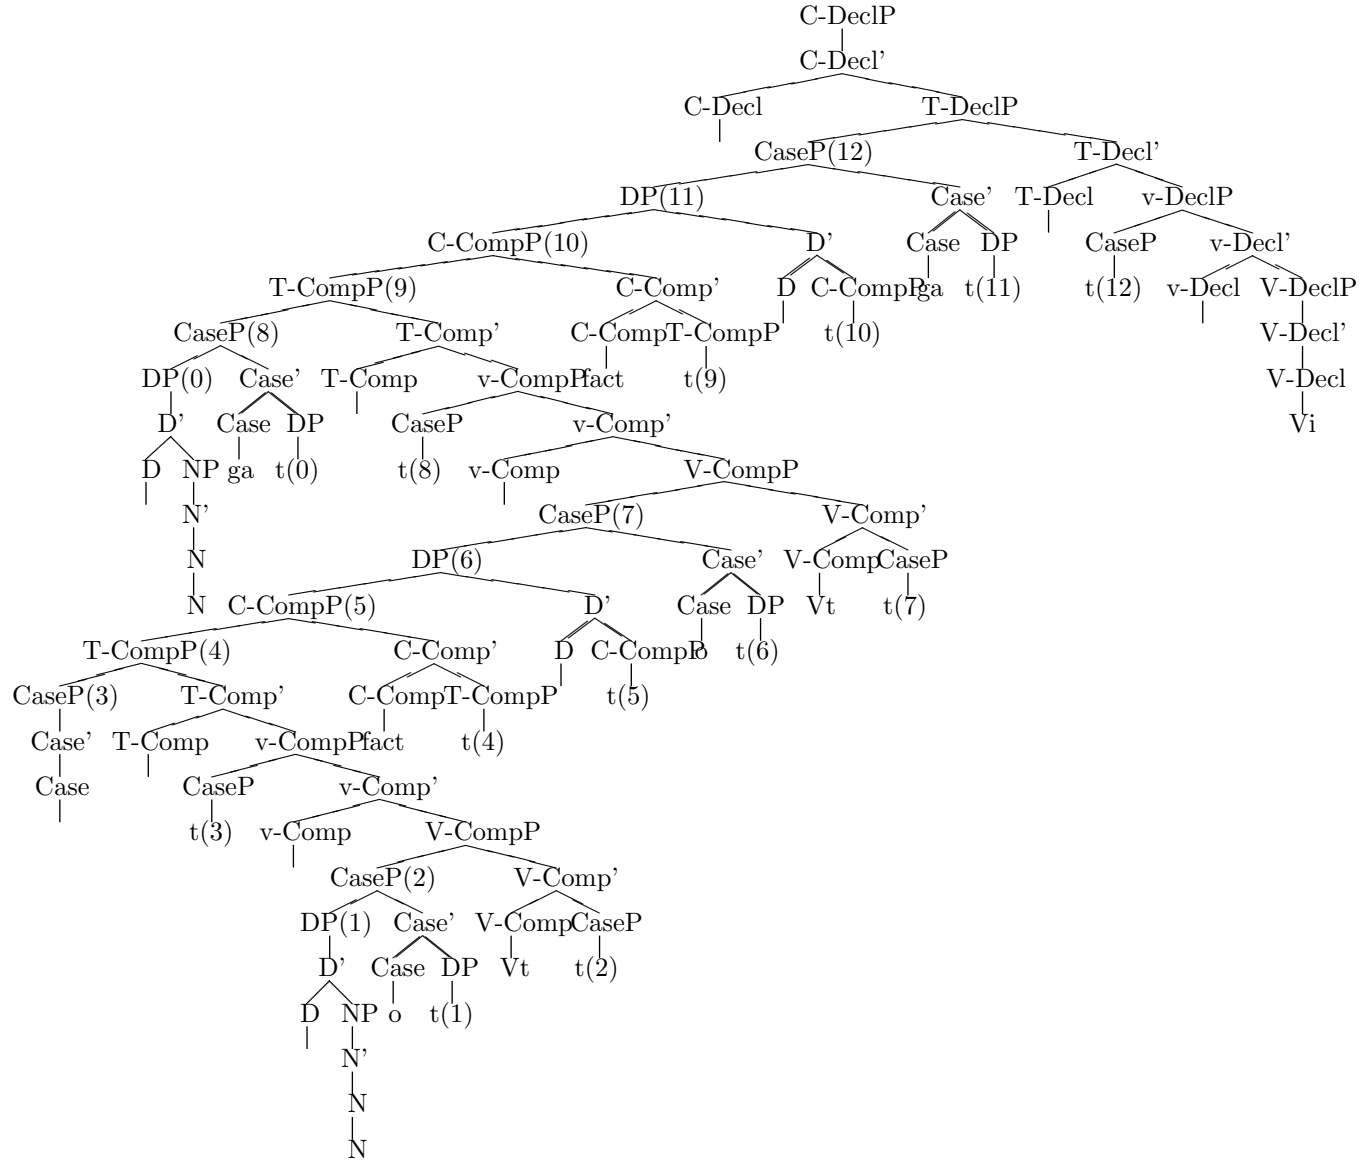 C-DeclP
C-Decl'
C-Decl T-DeclP
CaseP(12) T-Decl'
DP(11) Case' T-Decl v-DeclP
C-CompP(10) D' Case DP CaseP v-Decl'
T-CompP(9) C-Comp' D C-CompP ga t(11) t(12) v-Decl V-DeclP
CaseP(8) T-Comp' C-Comp T-CompP t(10) V-Decl'
DP(0) Case' T-Comp v-CompP fact t(9) V-Decl
D' Case DP CaseP v-Comp' Vi
D NP ga t(0) t(8) v-Comp V-CompP
N' CaseP(7) V-Comp'
N DP(6) Case' V-Comp CaseP
N C-CompP(5) D' Case DP Vt t(7)
T-CompP(4) C-Comp' D C-CompP o t(6)
CaseP(3) T-Comp' C-Comp T-CompP t(5)
Case' T-Comp v-CompP fact t(4)
Case CaseP v-Comp'
t(3) v-Comp V-CompP
CaseP(2) V-Comp'
DP(1) Case' V-Comp CaseP
D' Case DP Vt t(2)
D NP o t(1)
N'
N
N